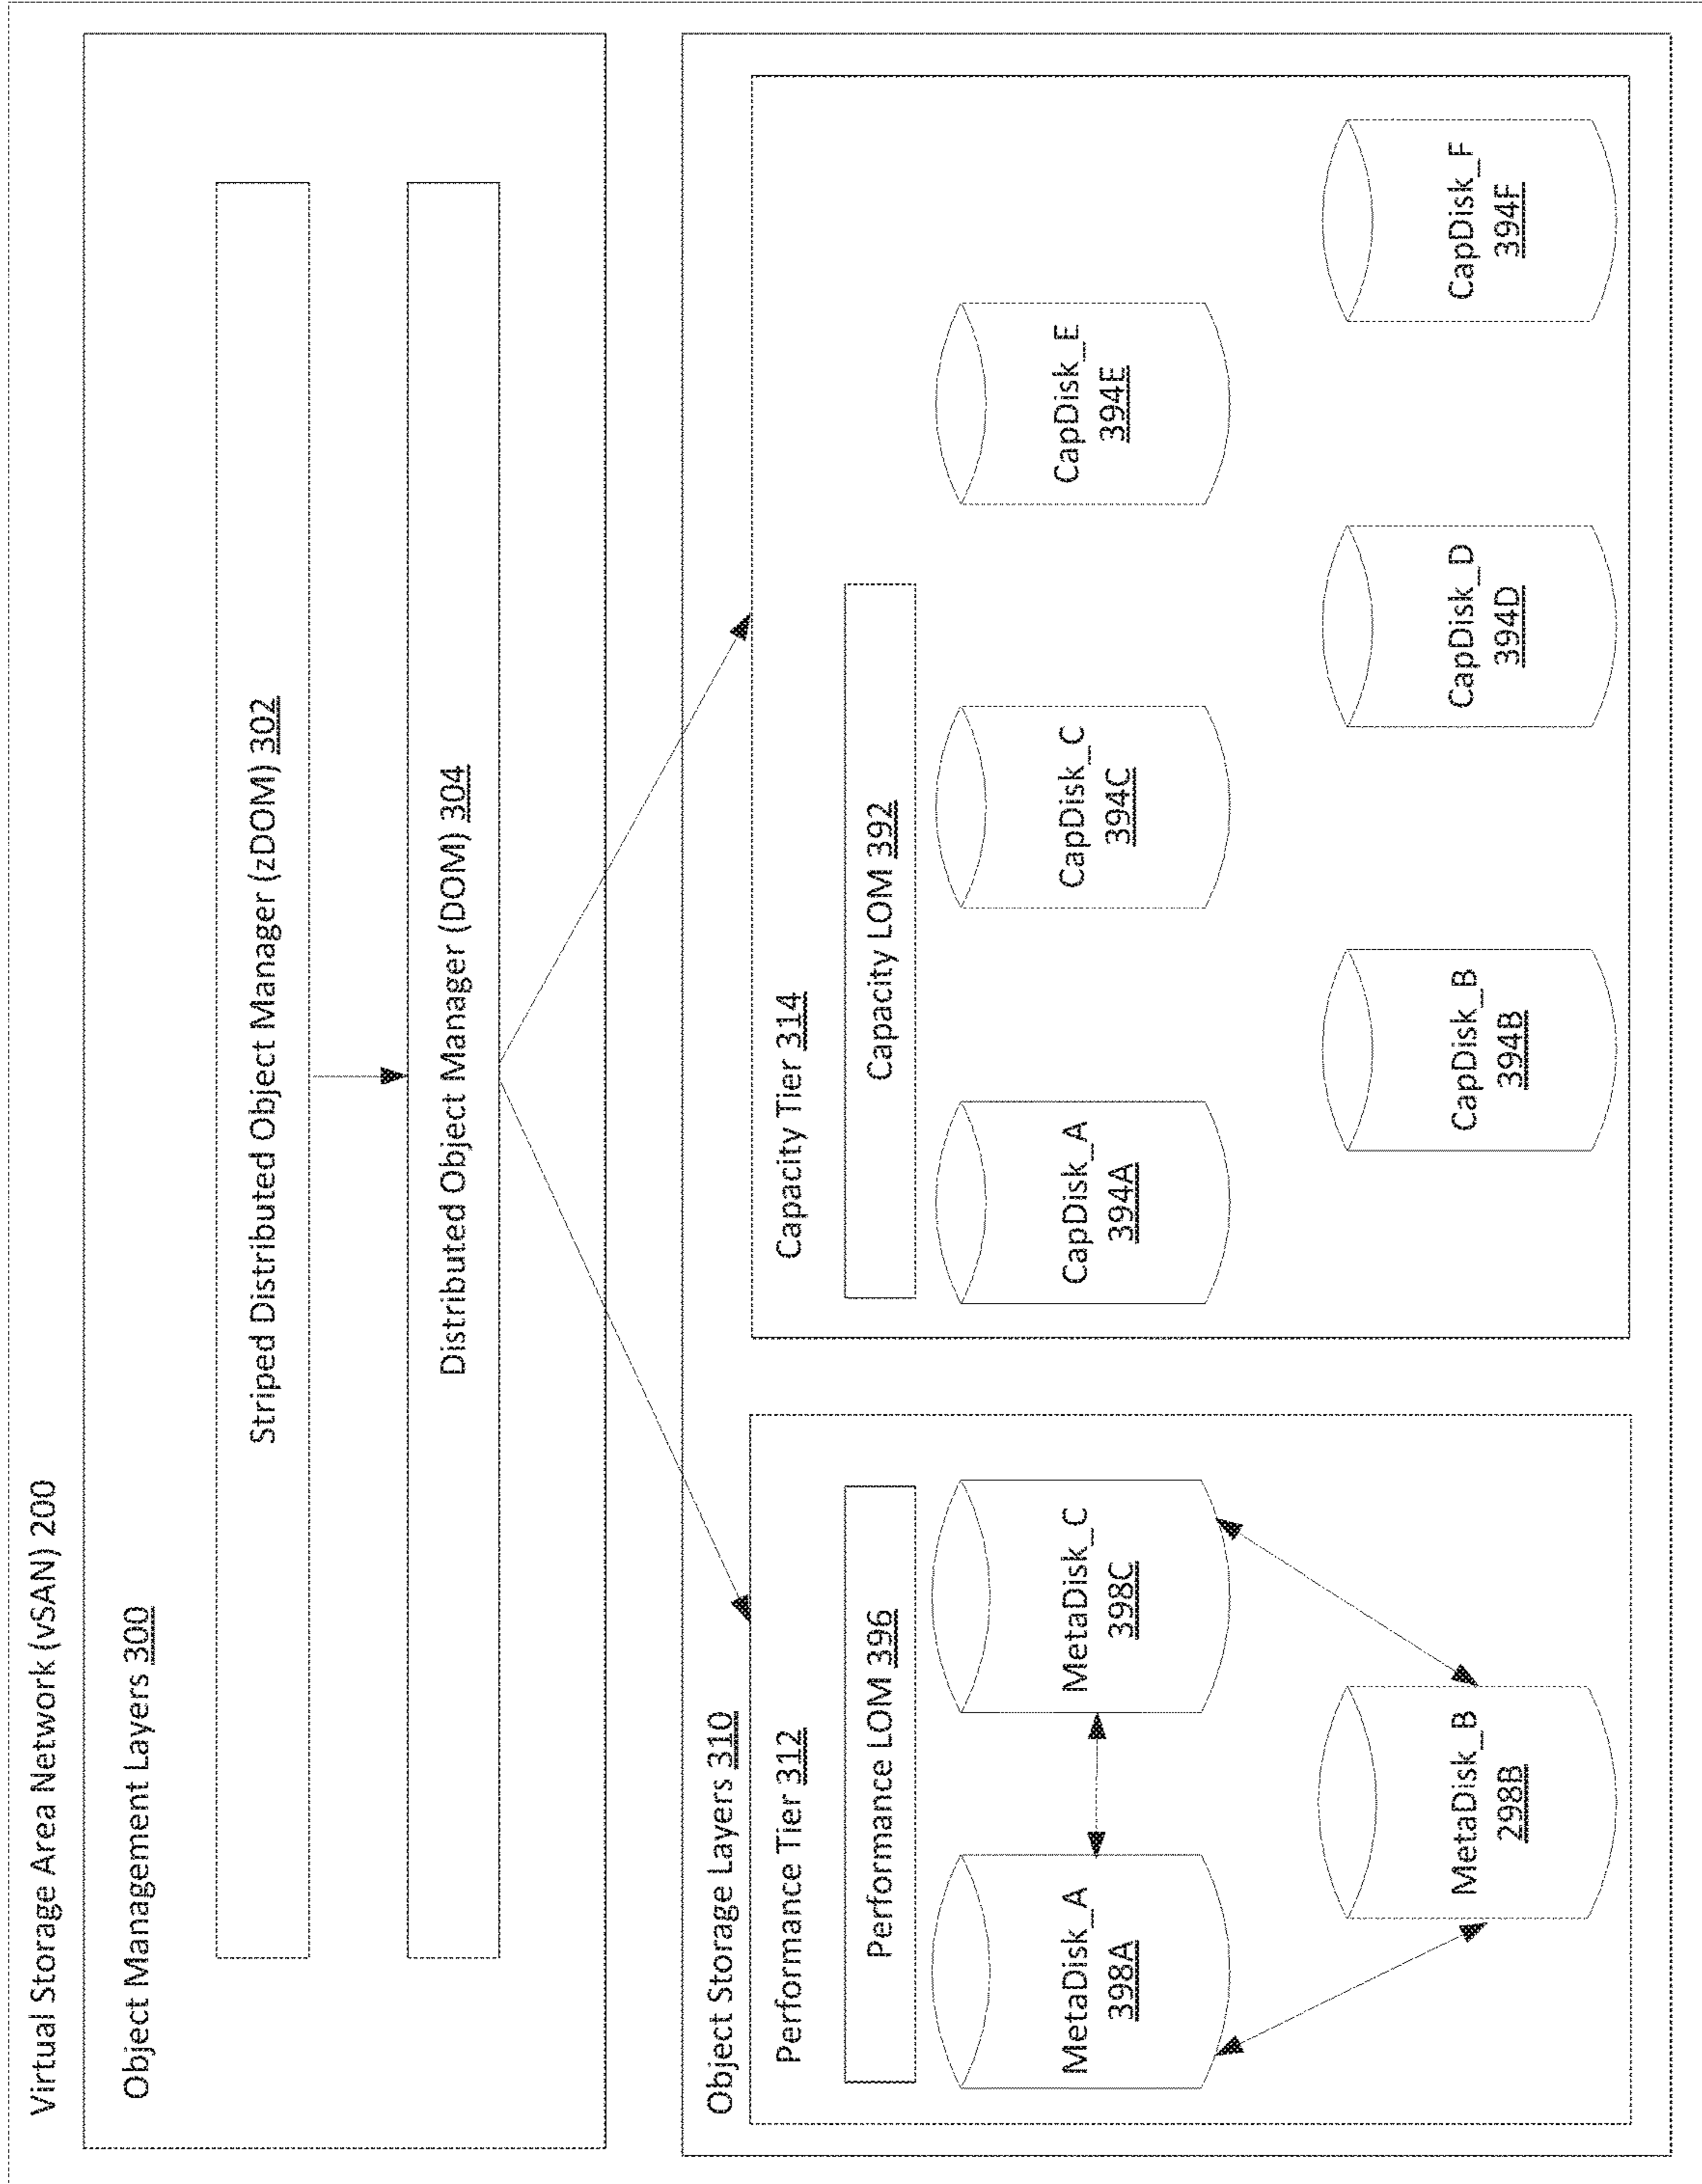 Virtual Storage Area Network (vSAN) 200
Object Management Layers 300
Striped Distributed Object Manager (zDOM) 302
Distributed Object Manager (DOM) 304
Object Storage Layers 310
Performance Tier 312
Performance LOM 396
MetaDisk_A
398A
MetaDisk_C
398C
MetaDisk_B
298B
Capacity Tier 314
Capacity LOM 392
CapDisk_A
394A
CapDisk_C
394C
CapDisk_E
394E
CapDisk_B
394B
CapDisk_D
394D
CapDisk_F
394F